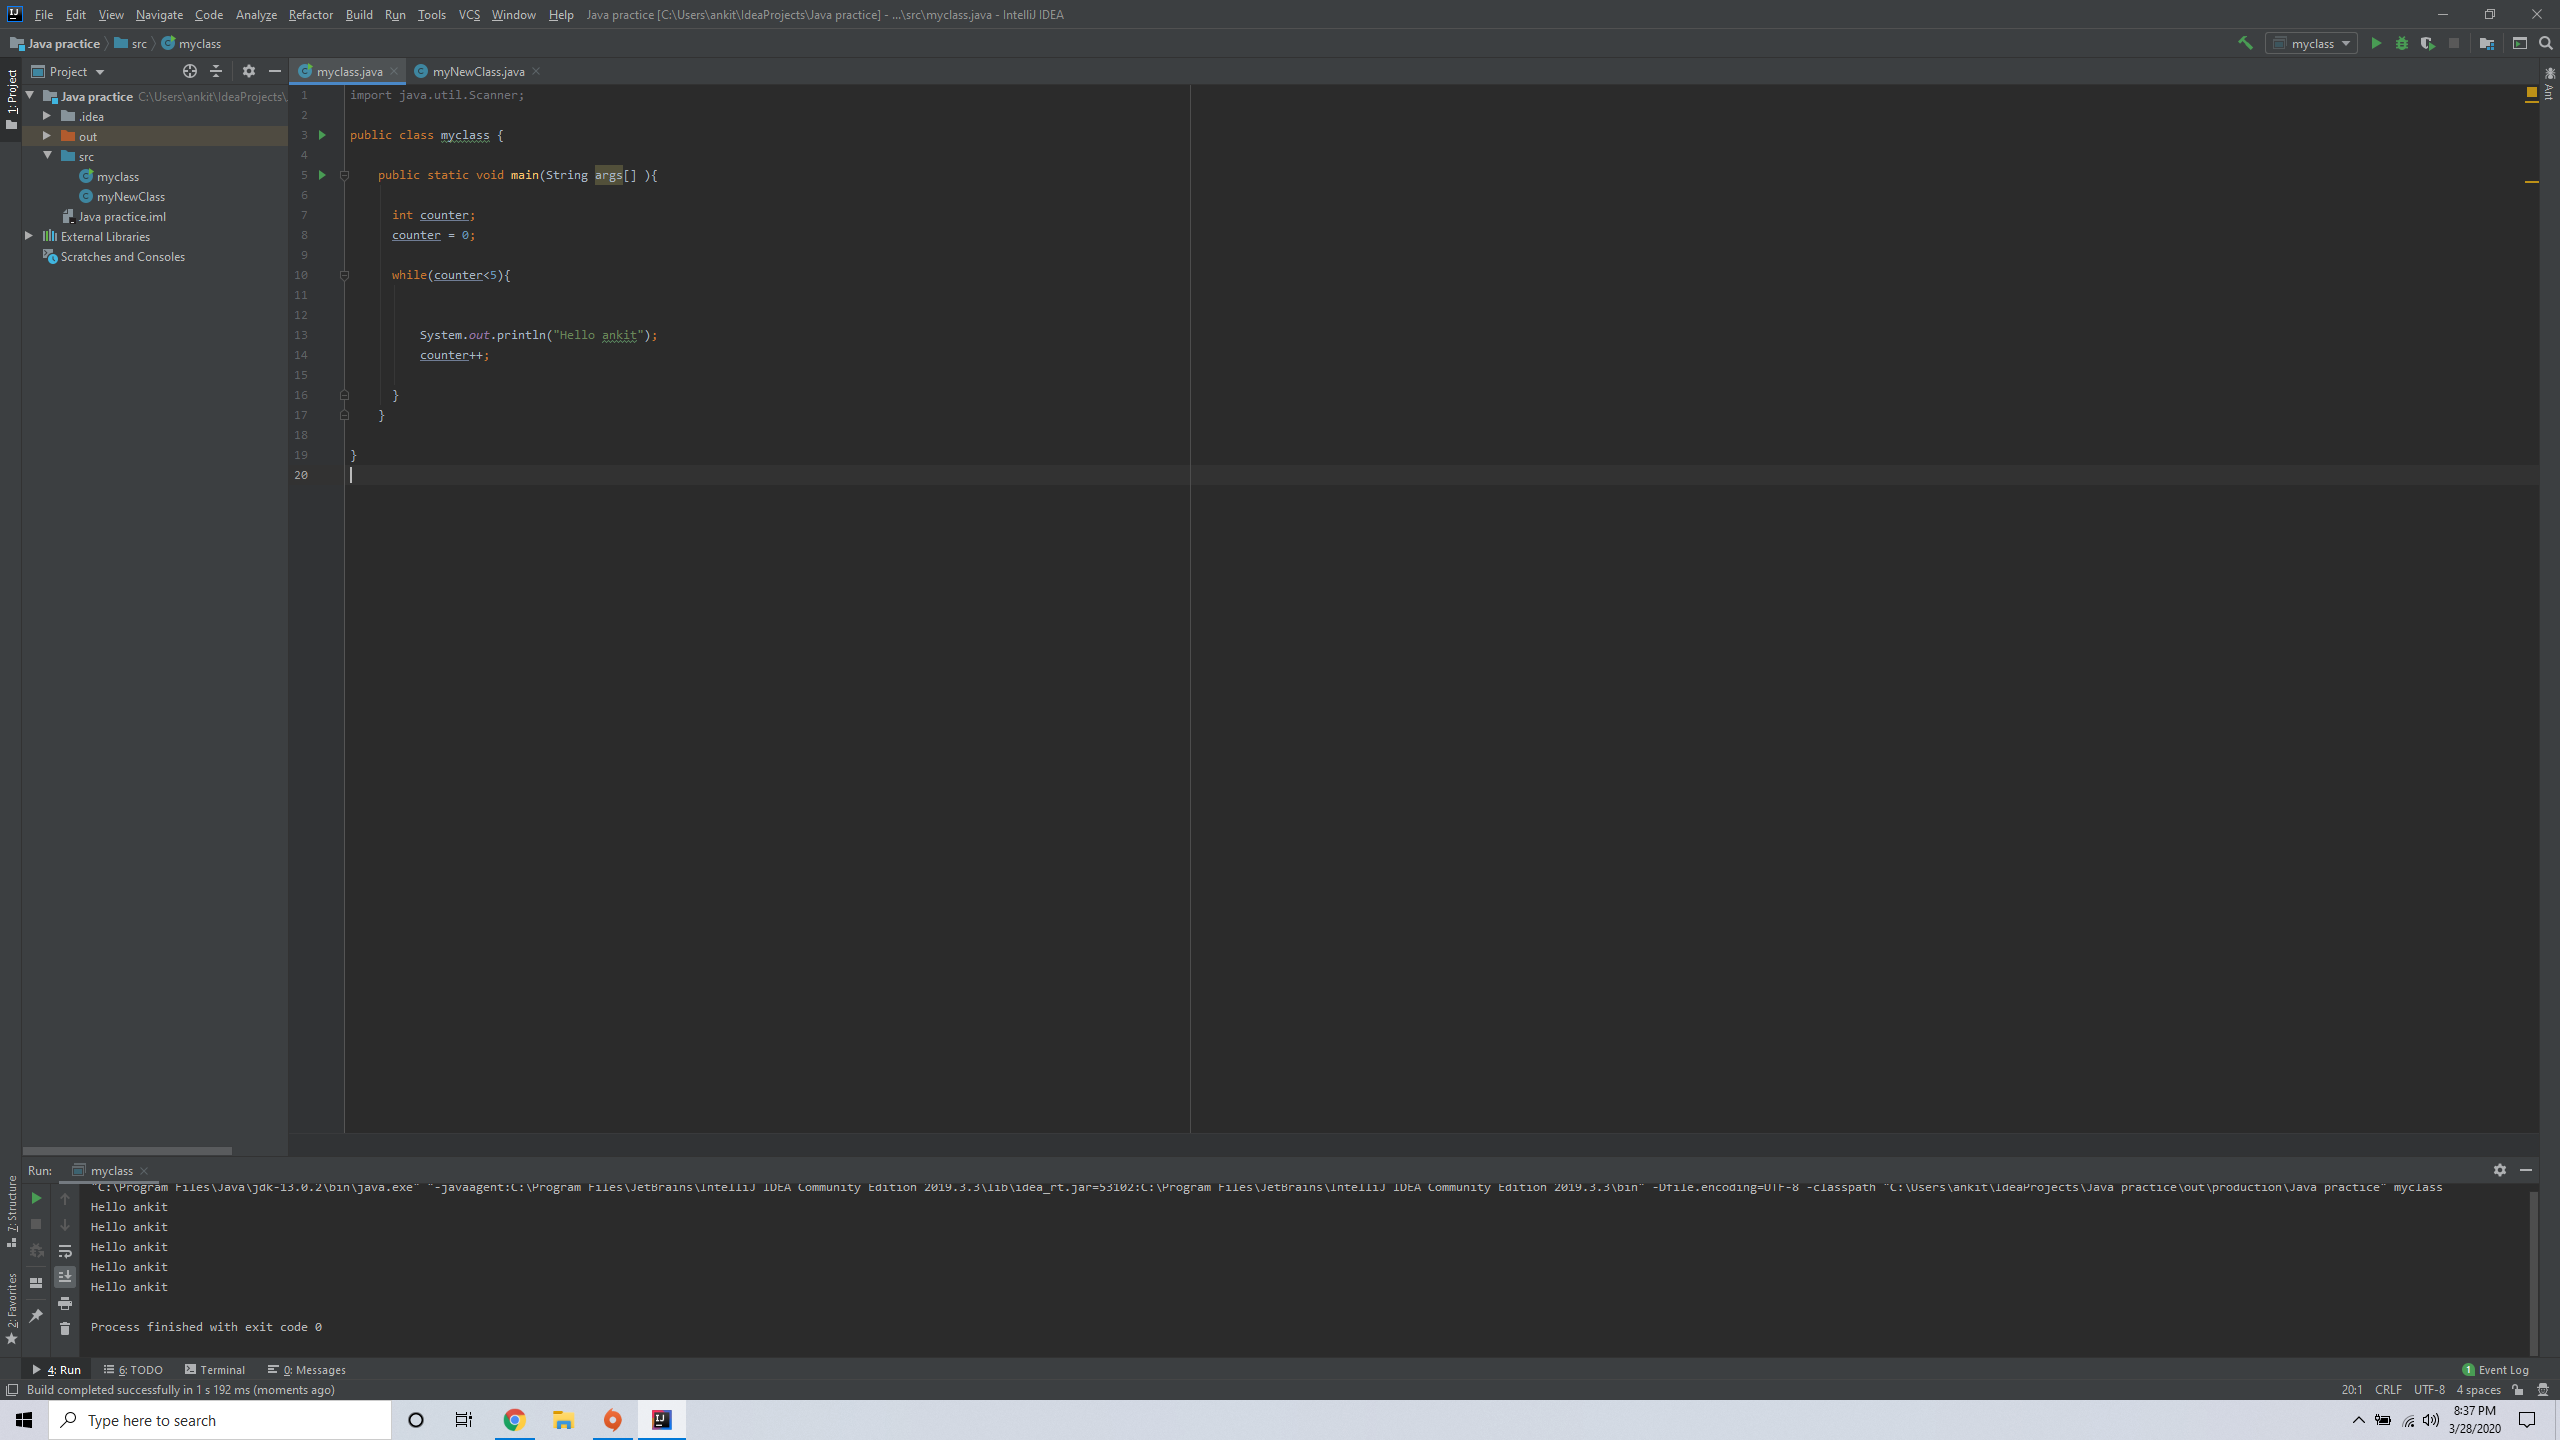 File Edit View Navigate Code Analyze Refactor Build Run Tools VCS Window Help Java practice [C:\Users\ankit\IdeaProjects\Java practice] - ...\src\myclass.java - IntelliJ IDEA
Java practice src myclass
myclass
1: Project
Project
myclass.java myNewClass.java
Ant
Java practice C:\Users\ankit\IdeaProjects\
.idea
out
src
myclass
myNewClass
Java practice.iml
External Libraries
Scratches and Consoles
1 import java.util.Scanner;
2
3 public class myclass {
4
5 public static void main(String args[] ){
6
7 int counter;
8 counter = 0;
9
10 while(counter<5){
11
12
13 System.out.println("Hello ankit");
14 counter++;
15
16 }
17 }
18
19 }
20
7: Structure
2: Favorites
Run: myclass
"C:\Program Files\Java\jdk-13.0.2\bin\java.exe" "-javaagent:C:\Program Files\JetBrains\IntelliJ IDEA Community Edition 2019.3.3\lib\idea_rt.jar=53102:C:\Program Files\JetBrains\IntelliJ IDEA Community Edition 2019.3.3\bin" -Dfile.encoding=UTF-8 -classpath "C:\Users\ankit\IdeaProjects\Java practice\out\production\Java practice" myclass
Hello ankit
Hello ankit
Hello ankit
Hello ankit
Hello ankit
Process finished with exit code 0
4: Run 6: TODO Terminal 0: Messages 1 Event Log
Build completed successfully in 1 s 192 ms (moments ago) 20:1 CRLF UTF-8 4 spaces
Type here to search
8:37 PM
3/28/2020